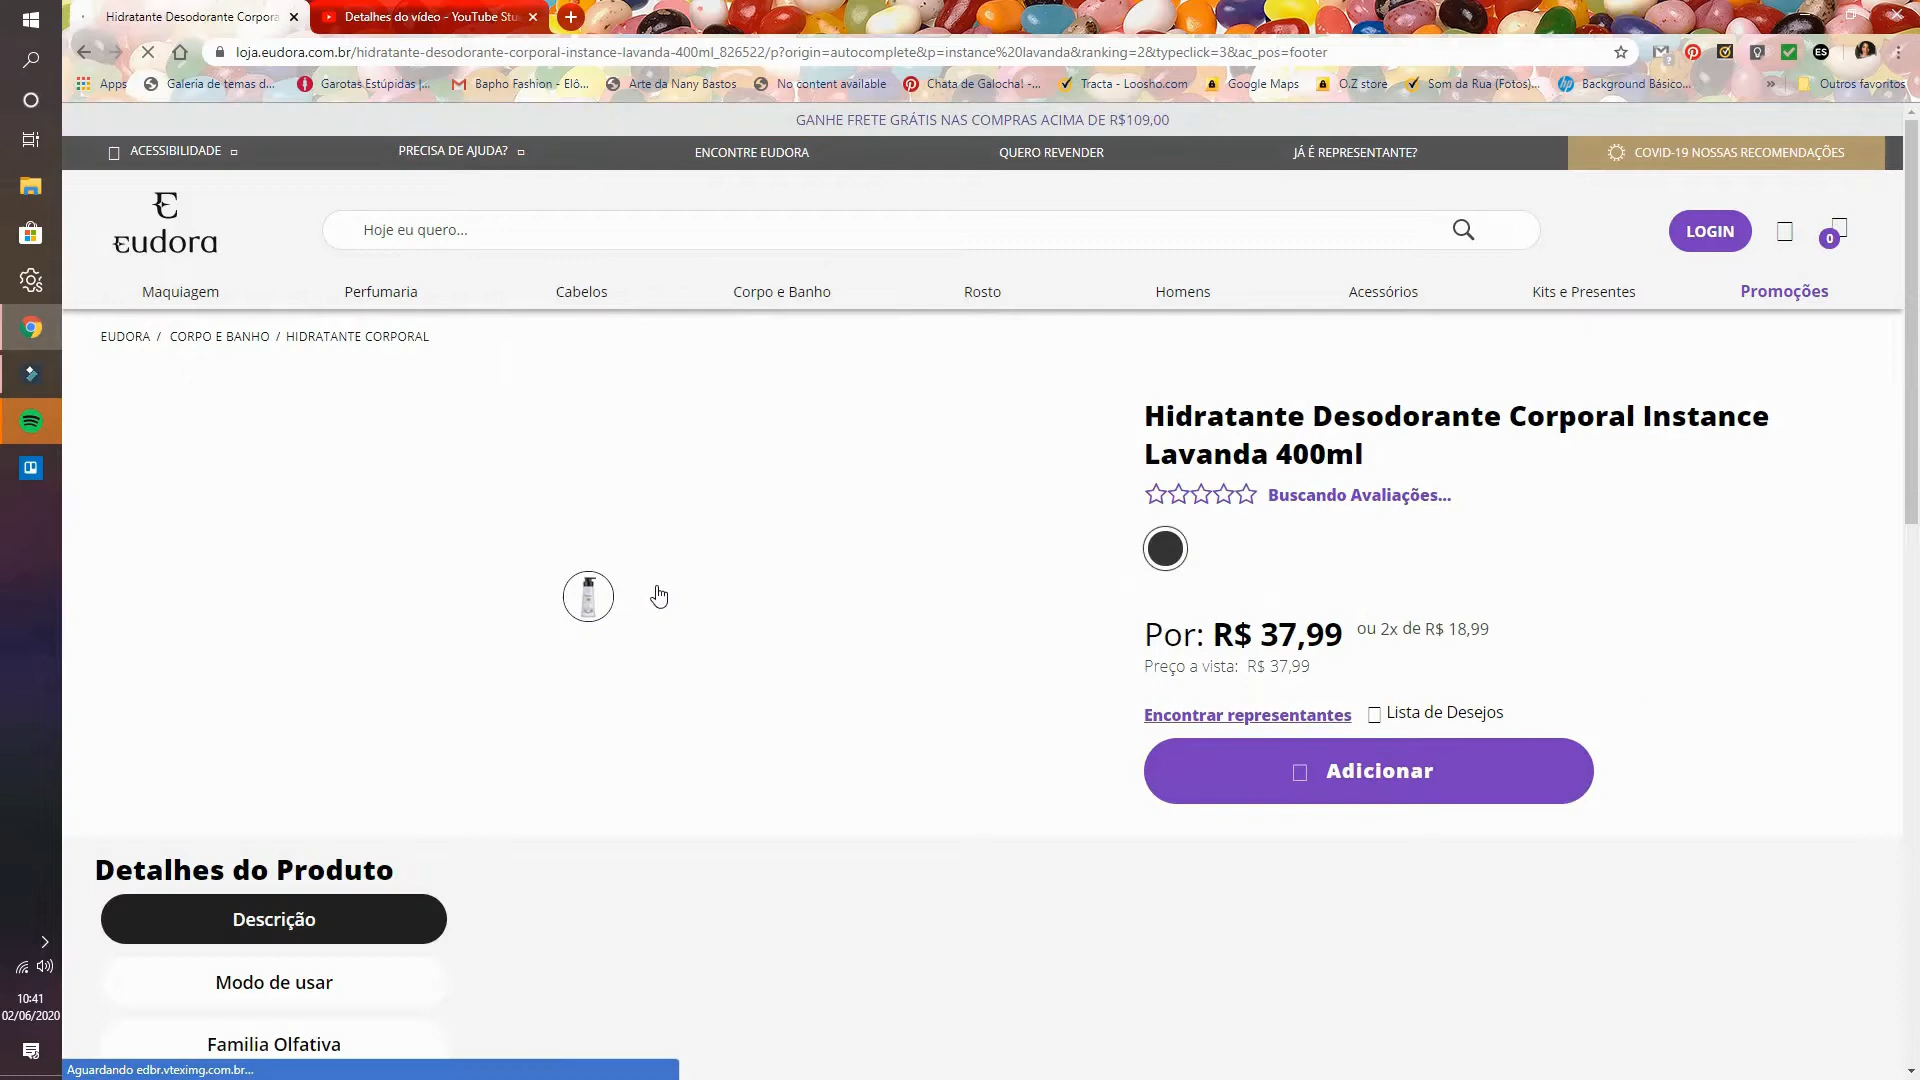 Hidratante Desodorante Corpora
Detalhes do vídeo - YouTube Stu
loja.eudora.com.br/hidratante-desodorante-corporal-instance-lavanda-400ml_826522/p?origin=autocomplete&p=instance%20lavanda&ranking=2&typeclick=3&ac_pos=footer
ES
Apps
Galeria de temas d...
Garotas Estúpidas |...
Bapho Fashion - Elô...
Arte da Nany Bastos
No content available
Chata de Galocha! -...
Tracta - Loosho.com
Google Maps
O.Z store
Som da Rua (Fotos)...
Background Básico...
»
Outros favoritos
GANHE FRETE GRÁTIS NAS COMPRAS ACIMA DE R$109,00
ACESSIBILIDADE
PRECISA DE AJUDA?
ENCONTRE EUDORA
QUERO REVENDER
JÁ É REPRESENTANTE?
COVID-19 NOSSAS RECOMENDAÇÕES
E
eudora
Hoje eu quero...
LOGIN
0
Maquiagem
Perfumaria
Cabelos
Corpo e Banho
Rosto
Homens
Acessórios
Kits e Presentes
Promoções
EUDORA / CORPO E BANHO / HIDRATANTE CORPORAL
Hidratante Desodorante Corporal Instance
Lavanda 400ml
Buscando Avaliações...
Por: R$ 37,99 ou 2x de R$ 18,99
Preço a vista: R$ 37,99
Encontrar representantes
Lista de Desejos
Adicionar
Detalhes do Produto
Descrição
Modo de usar
Familia Olfativa
10:41
02/06/2020
Aguardando edbr.vteximg.com.br...